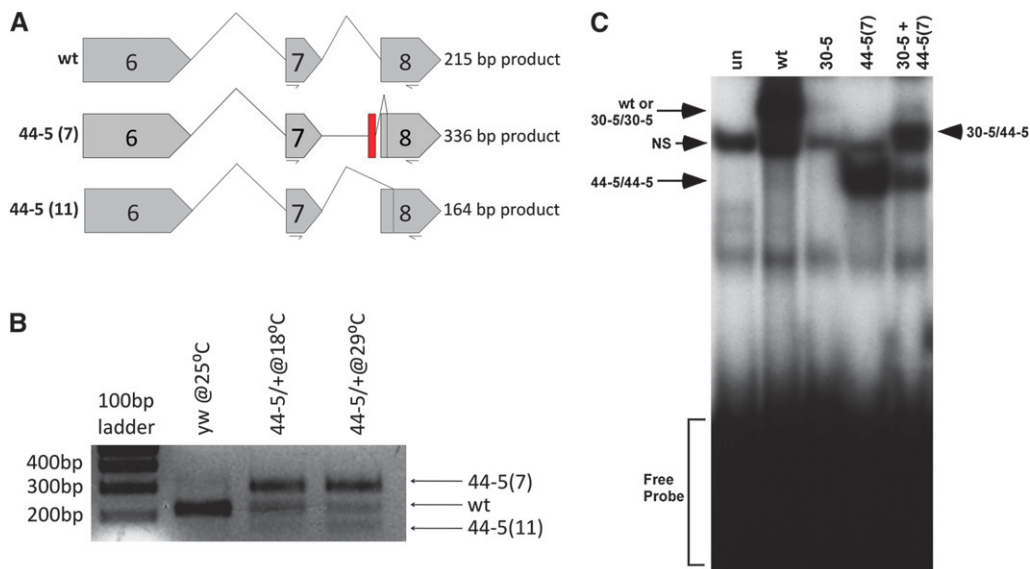 A
wt
6
7
8
215 bp product
44-5 (7)
6
7
8
336 bp product
44-5 (11)
6
7
8
164 bp product
B
100bp
ladder
yw @25°C
44-5/+@18°C
44-5/+@29°C
400bp
300bp
200bp
44-5(7)
wt
44-5(11)
C
un
wt
30-5
44-5(7)
30-5 +
44-5(7)
wt or
30-5/30-5
NS
44-5/44-5
30-5/44-5
Free
Probe